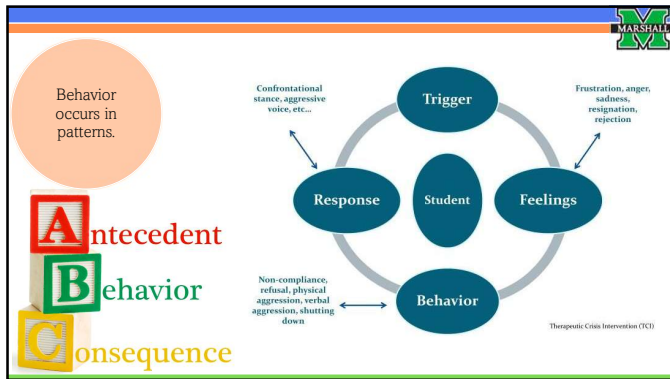 MARSHALL
Behavior
occurs in
patterns.
Antecedent
Behavior
Consequence
Confrontational
stance, aggressive
voice, etc...
Trigger
Frustration, anger,
sadness,
resignation,
rejection
Response
Student
Feelings
Non-compliance,
refusal, physical
aggression, verbal
aggression, shutting
down
Behavior
Therapeutic Crisis Intervention (TCI)